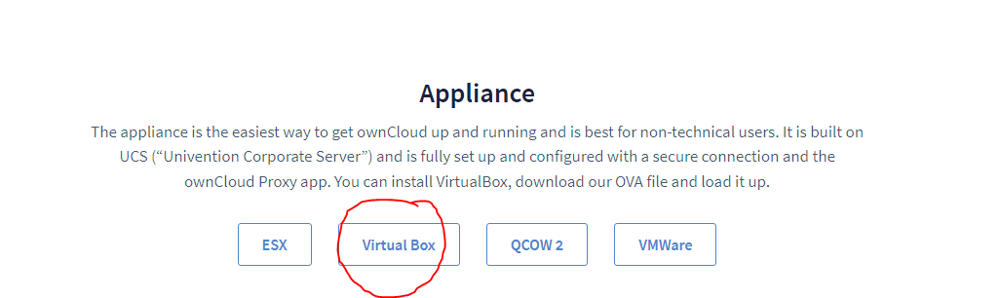 Appliance
The appliance is the easiest way to get ownCloud up and running and is best for non-technical users. It is built on
UCS (“Univention Corporate Server”) and is fully set up and configured with a secure connection and the
ownCloud Proxy app. You can install VirtualBox, download our OVA file and load it up.
ESX Virtual Box QCOW 2 VMWare